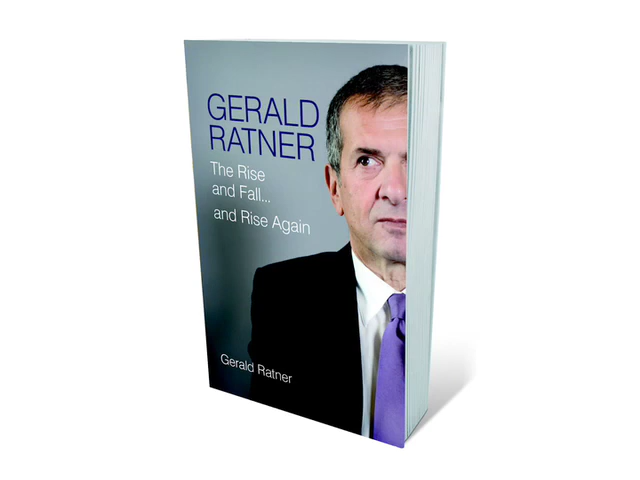 GERALD
RATNER
The Rise
and Fall...
and Rise Again
Gerald Ratner